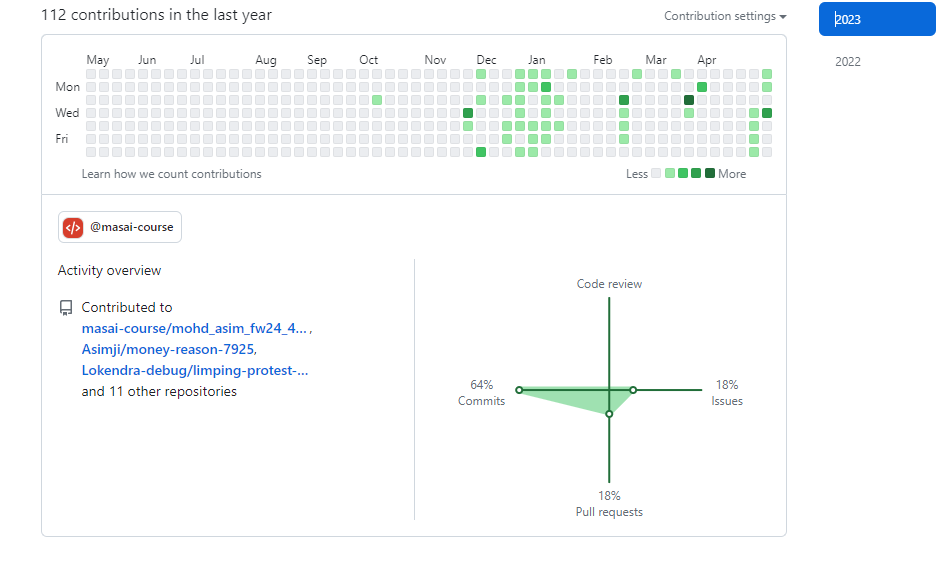 112 contributions in the last year
Contribution settings
2023
2022
May Jun Jul Aug Sep Oct Nov Dec Jan Feb Mar Apr
Mon
Wed
Fri
Learn how we count contributions
Less More
@masai-course
Activity overview
Contributed to
masai-course/mohd_asim_fw24_4... ,
Asimji/money-reason-7925,
Lokendra-debug/limping-protest-...
and 11 other repositories
Code review
64%
Commits
18%
Issues
18%
Pull requests